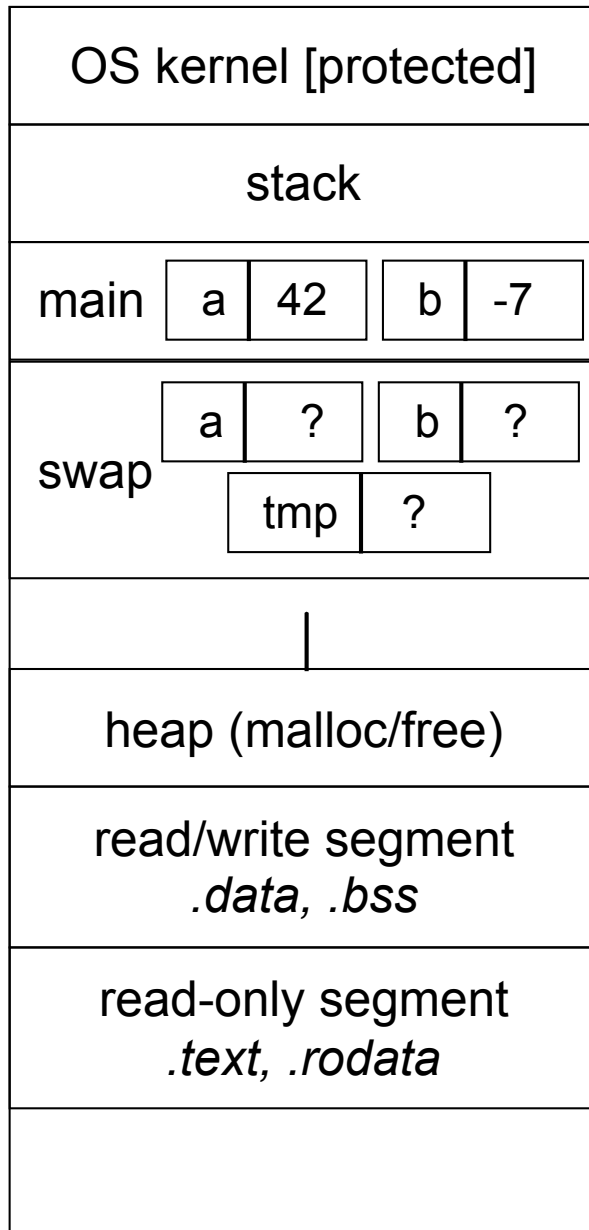 OS kernel [protected]
stack
main a 42 b -7
a ? b ?
swap
tmp ?
heap (malloc/free)
read/write segment
.data, .bss
read-only segment
.text, .rodata